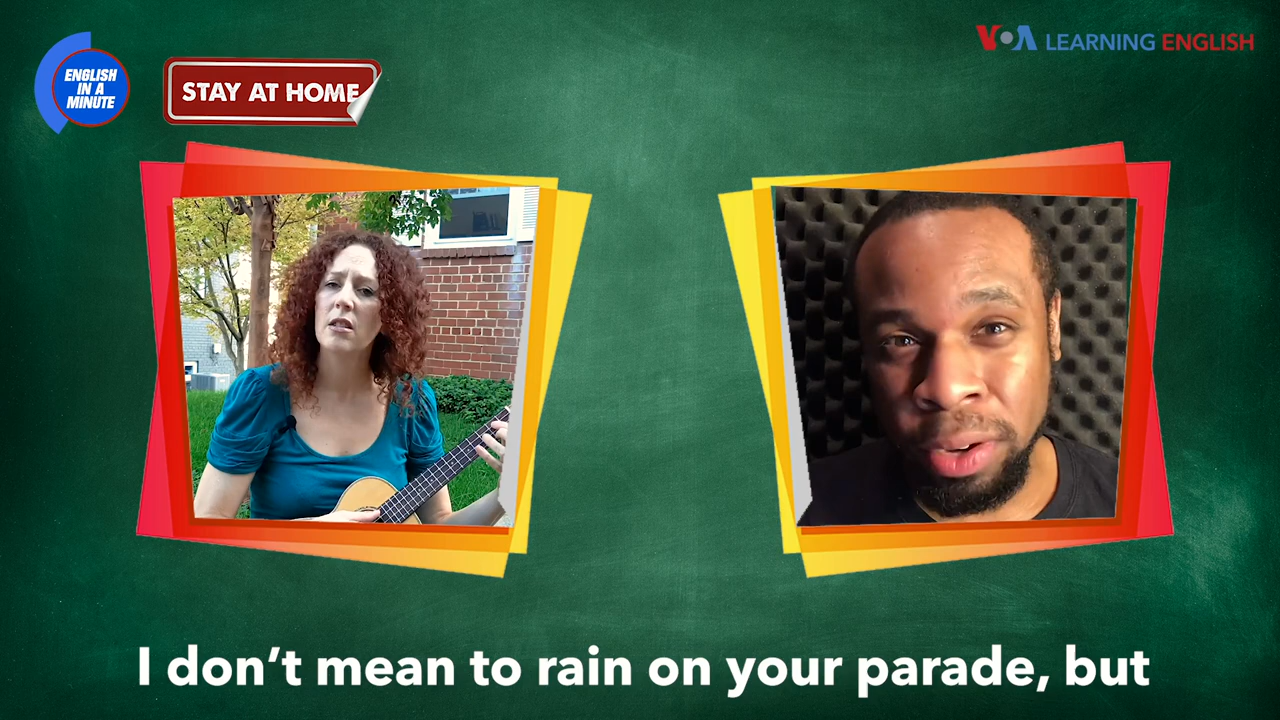 ENGLISH
IN A
MINUTE
STAY AT HOME
VOA LEARNING ENGLISH
I don't mean to rain on your parade, but